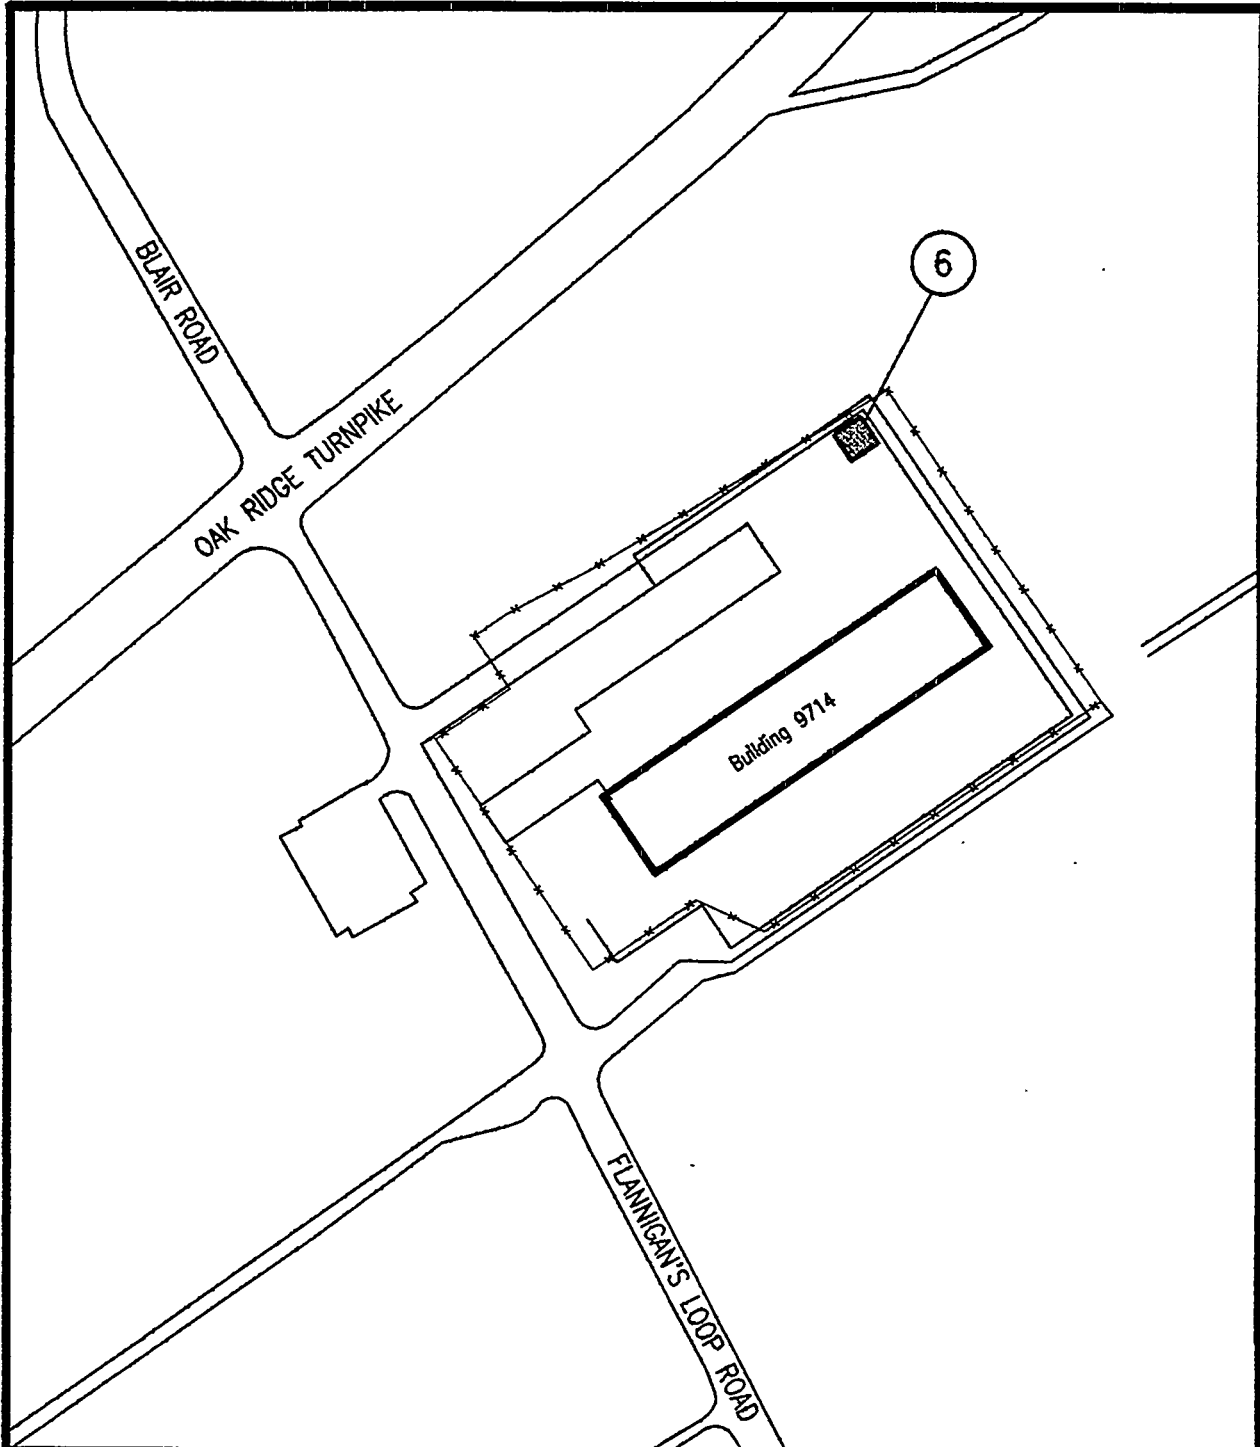 BLAIR ROAD
6
OAK RIDGE TURNPIKE
Building 9714
FLANNIGAN'S LOOP ROAD